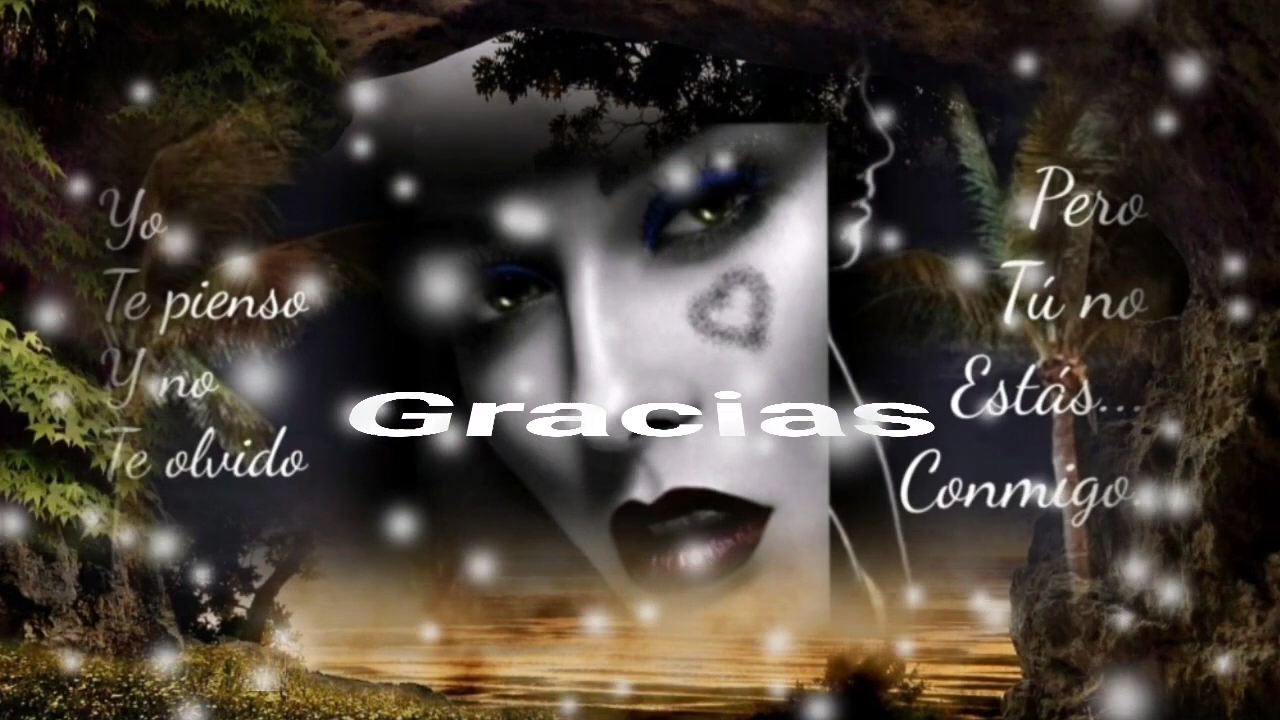 Yo
Te pienso
Y no
Te olvido
Gracias
Pero
Tú no
Estás...
Conmigo...